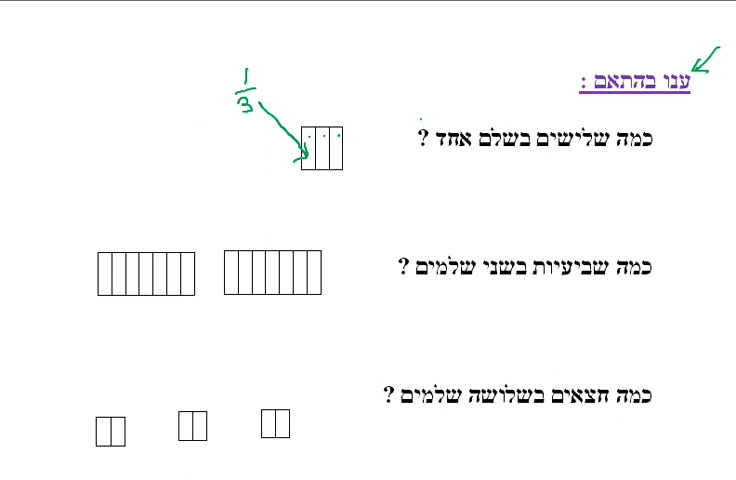 ענו בהתאם :
1
3
כמה שלישים בשלם אחד ?
כמה שביעיות בשני שלמים ?
כמה חצאים בשלושה שלמים ?